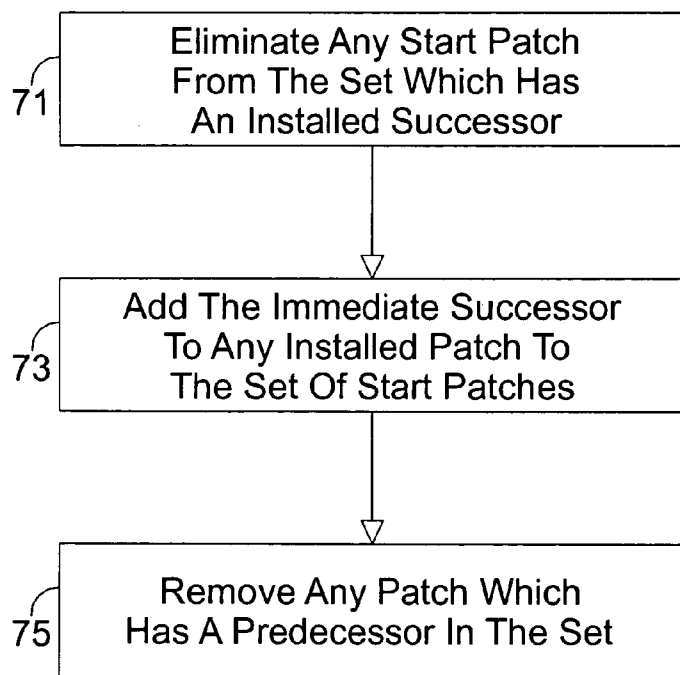 Eliminate Any Start Patch
From The Set Which Has
An Installed Successor
71
Add The Immediate Successor
To Any Installed Patch To
The Set Of Start Patches
73
Remove Any Patch Which
Has A Predecessor In The Set
75